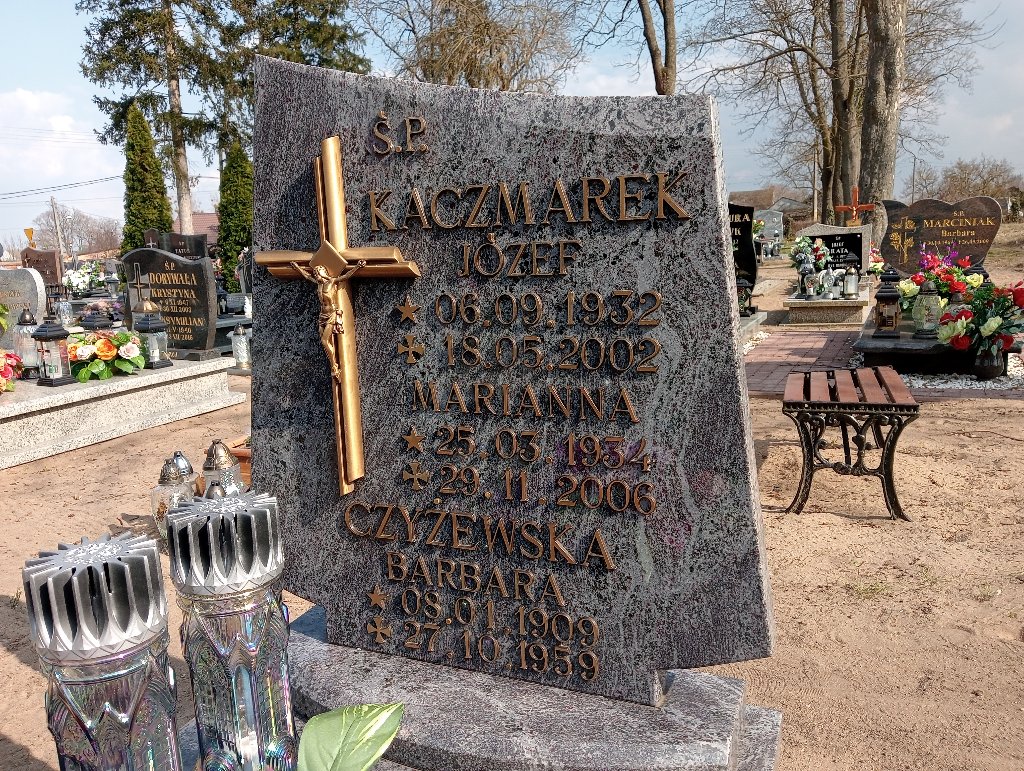 Ś.P.
KACZMAREK
JÓZEF
06.09.1932
18.05.2002
MARIANNA
25.03.1934
29.11.2006
CZYŻEWSKA
BARBARA
08.01.1909
27.10.1959
Ś.P.
DORYWAŁA
KRYSTYNA
Ś.P.
MARCINIAK
Barbara